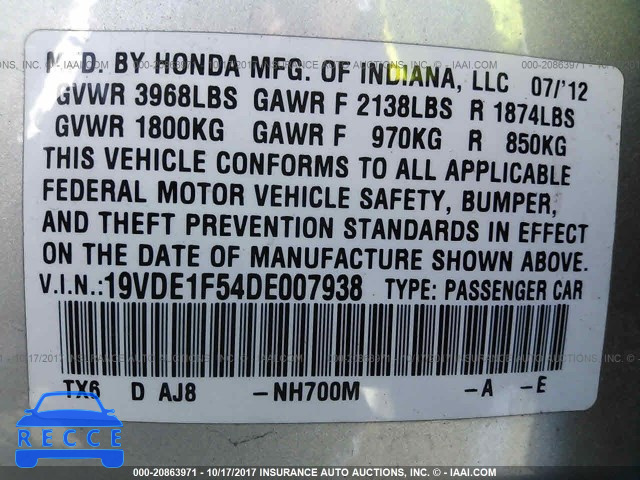 MFD. BY HONDA MFG. OF INDIANA, LLC 07/'12
GVWR 3968LBS GAWR F 2138LBS R 1874LBS
GVWR 1800KG GAWR F 970KG R 850KG
THIS VEHICLE CONFORMS TO ALL APPLICABLE
FEDERAL MOTOR VEHICLE SAFETY, BUMPER,
AND THEFT PREVENTION STANDARDS IN EFFECT
ON THE DATE OF MANUFACTURE SHOWN ABOVE.
V.I.N.:19VDE1F54DE007938 TYPE: PASSENGER CAR
TX6 D AJ8 -NH700M -A -E
RECCE
000-20863971 - 10/17/2017 INSURANCE AUTO AUCTIONS, INC. - © IAAI.COM